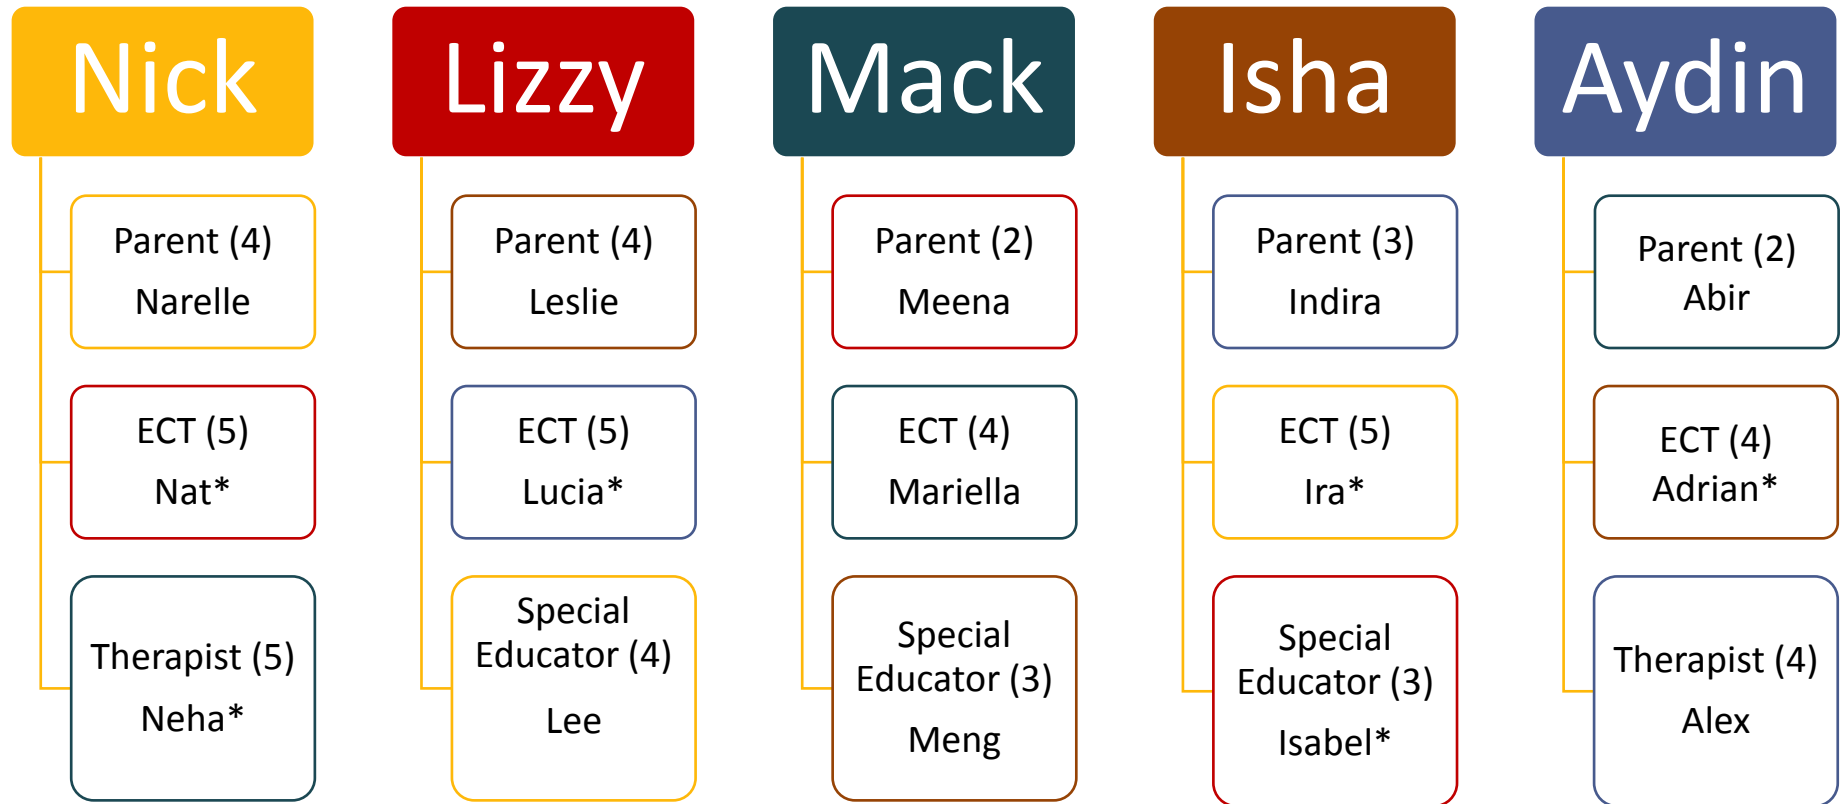 Nick
Parent (4)
Narelle
ECT (5)
Nat*
Therapist (5)
Neha*
Lizzy
Parent (4)
Leslie
ECT (5)
Lucia*
Special
Educator (4)
Lee
Mack
Parent (2)
Meena
ECT (4)
Mariella
Special
Educator (3)
Meng
Isha
Parent (3)
Indira
ECT (5)
Ira*
Special
Educator (3)
Isabel*
Aydin
Parent (2)
Abir
ECT (4)
Adrian*
Therapist (4)
Alex